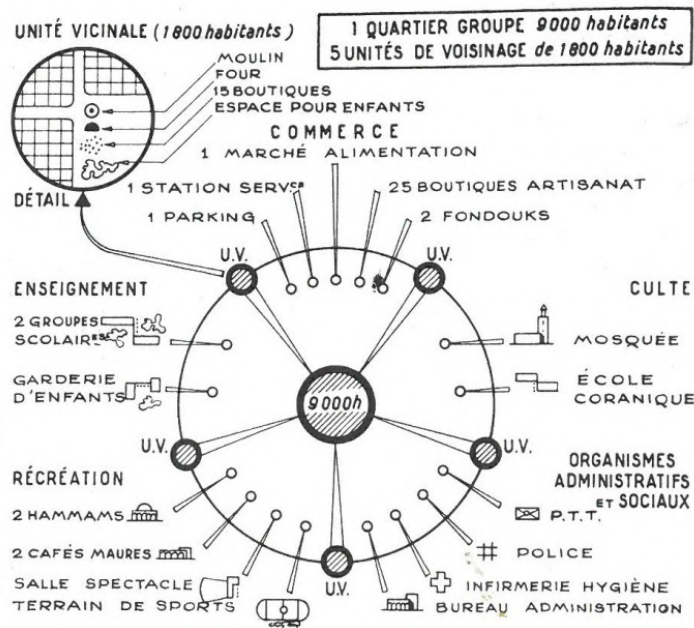 UNITÉ VICINALE (1800 habitants)
1 QUARTIER GROUPE 9000 habitants
5 UNITÉS DE VOISINAGE de 1800 habitants
MOULIN
FOUR
15 BOUTIQUES
ESPACE POUR ENFANTS
DÉTAIL
COMMERCE
1 MARCHÉ ALIMENTATION
1 STATION SERVCE
25 BOUTIQUES ARTISANAT
1 PARKING
2 FONDOUKS
U.V.
U.V.
ENSEIGNEMENT
2 GROUPES
SCOLAIRES
GARDERIE
D'ENFANTS
CULTE
MOSQUÉE
ÉCOLE
CORANIQUE
9000h
U.V.
U.V.
RÉCRÉATION
2 HAMMAMS
2 CAFÉS MAURES
SALLE SPECTACLE
TERRAIN DE SPORTS
U.V.
ORGANISMES
ADMINISTRATIFS
ET SOCIAUX
P.T.T.
POLICE
INFIRMERIE HYGIÈNE
BUREAU ADMINISTRATION